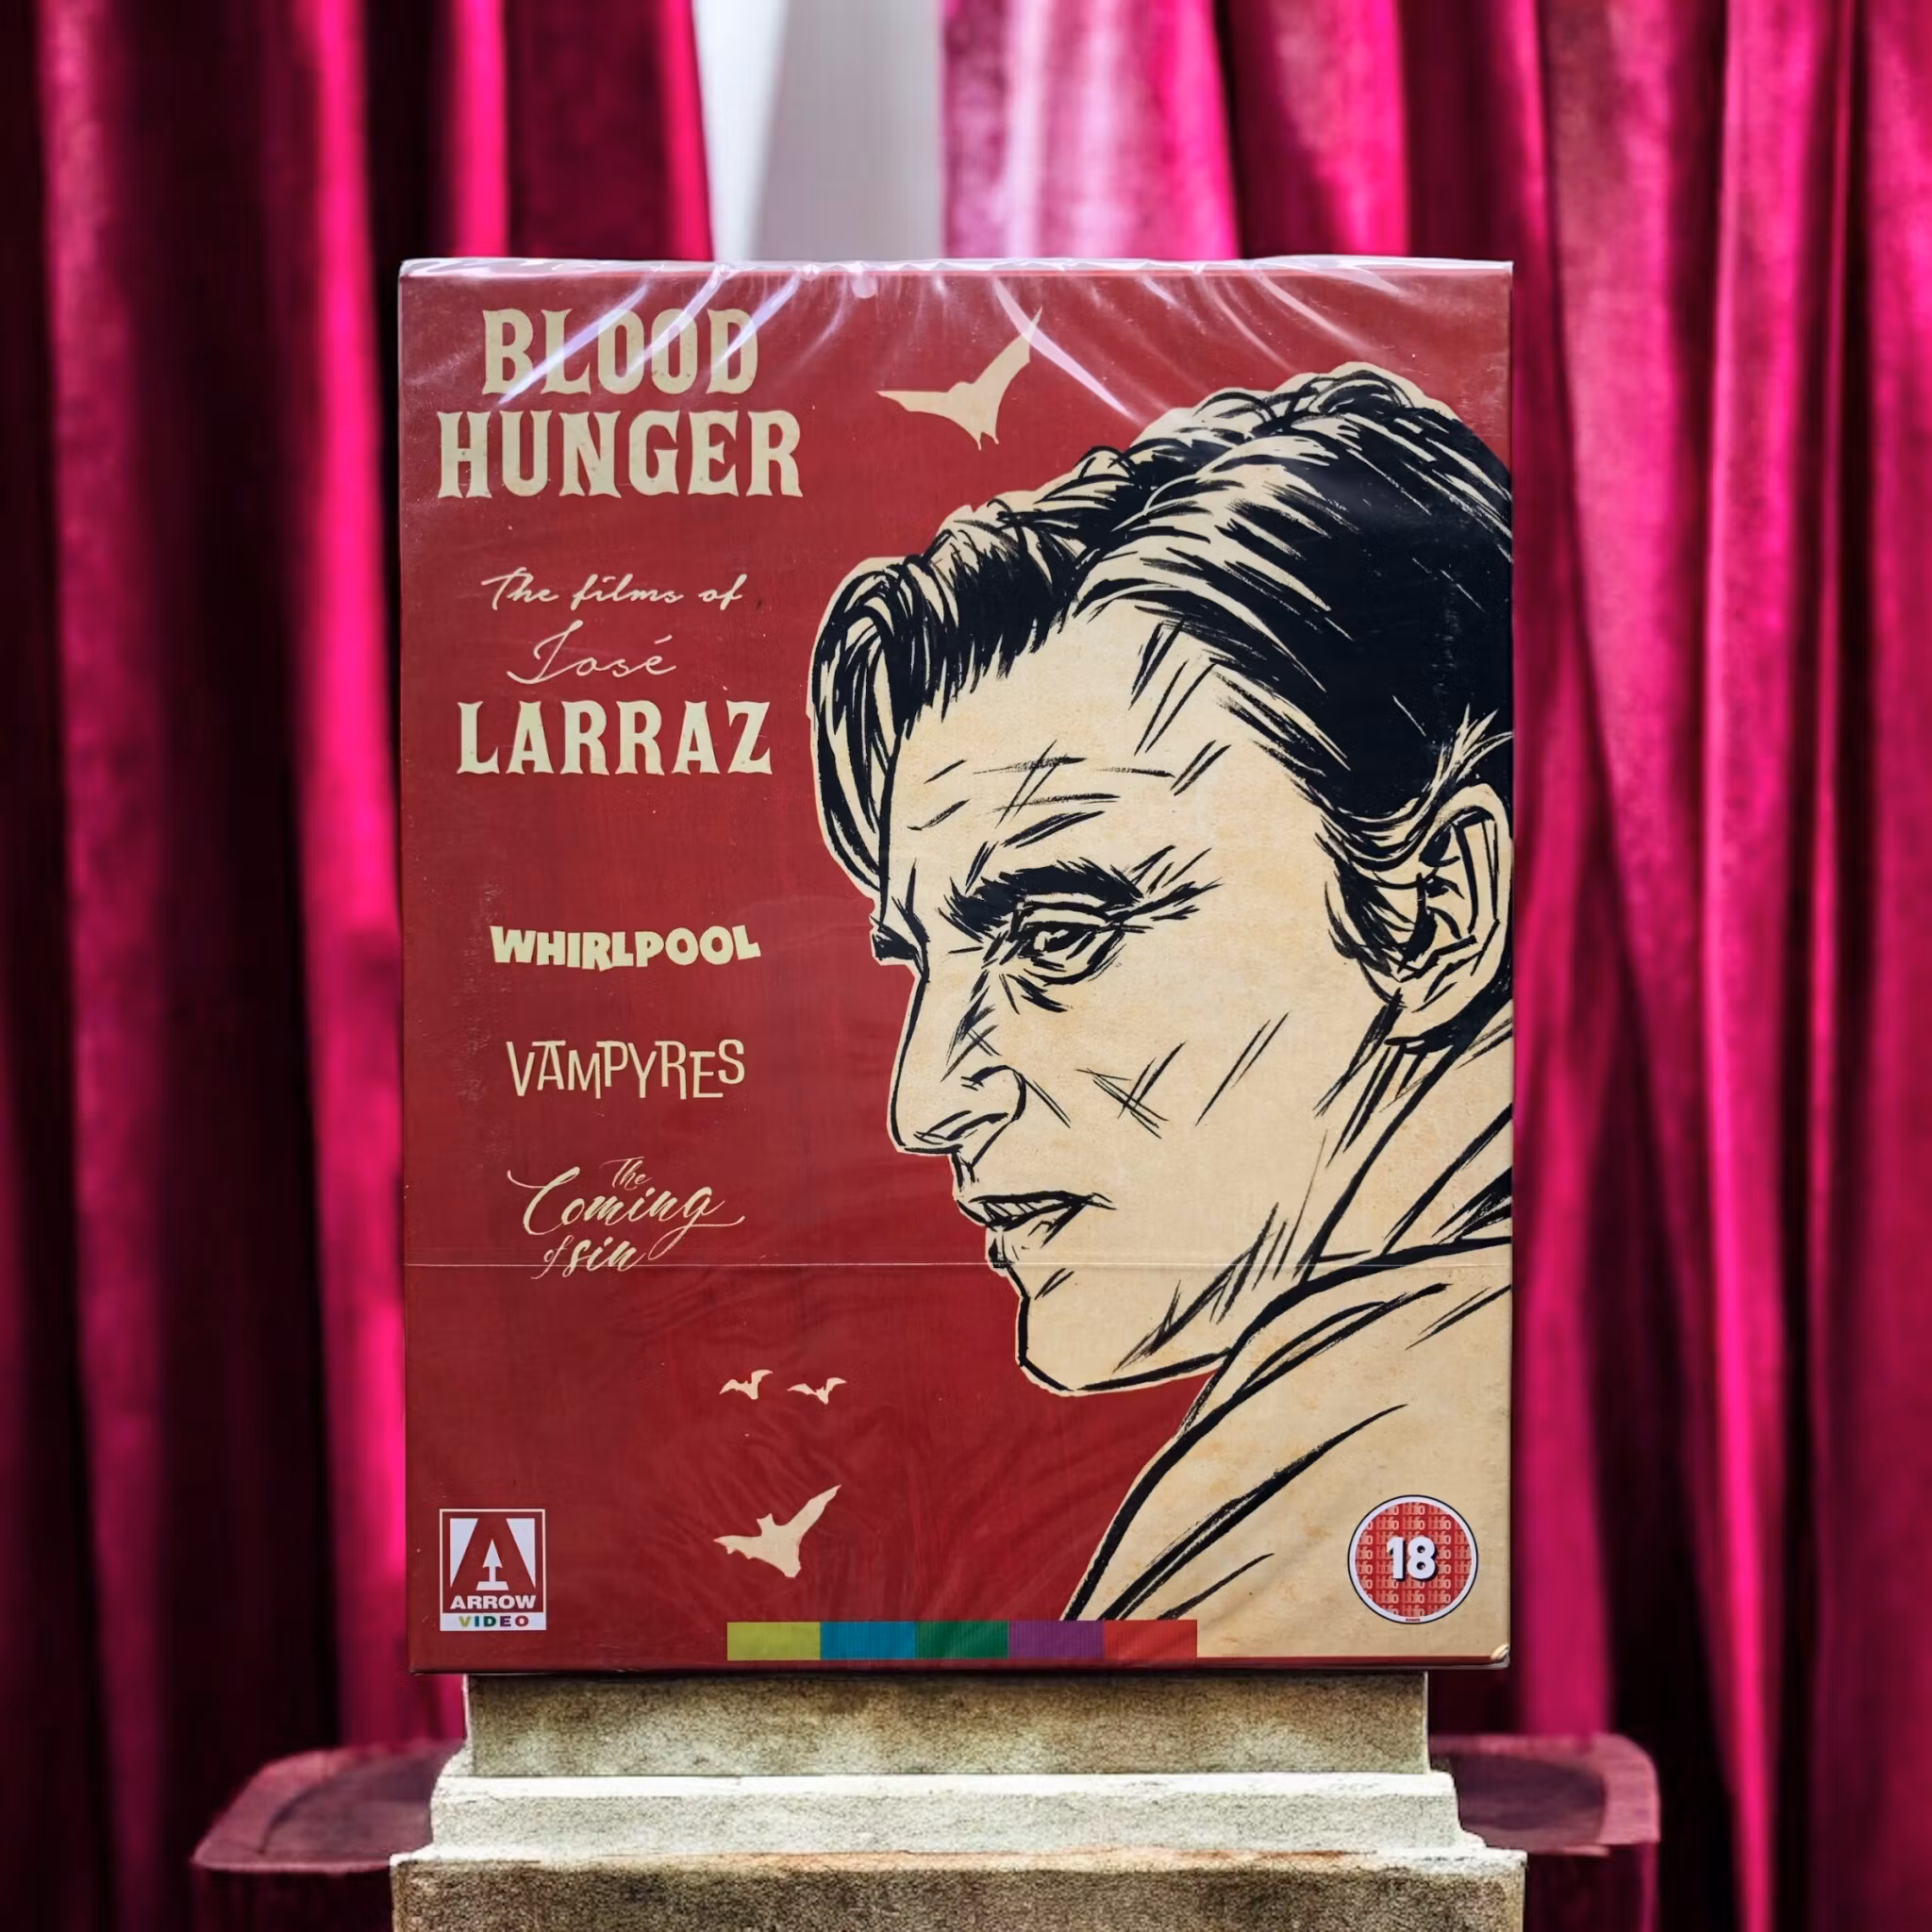 BLOOD
HUNGER
The films of
José
LARRAZ
WHIRLPOOL
VAMPYRES
The
Coming
of sin
ARROW
VIDEO
18